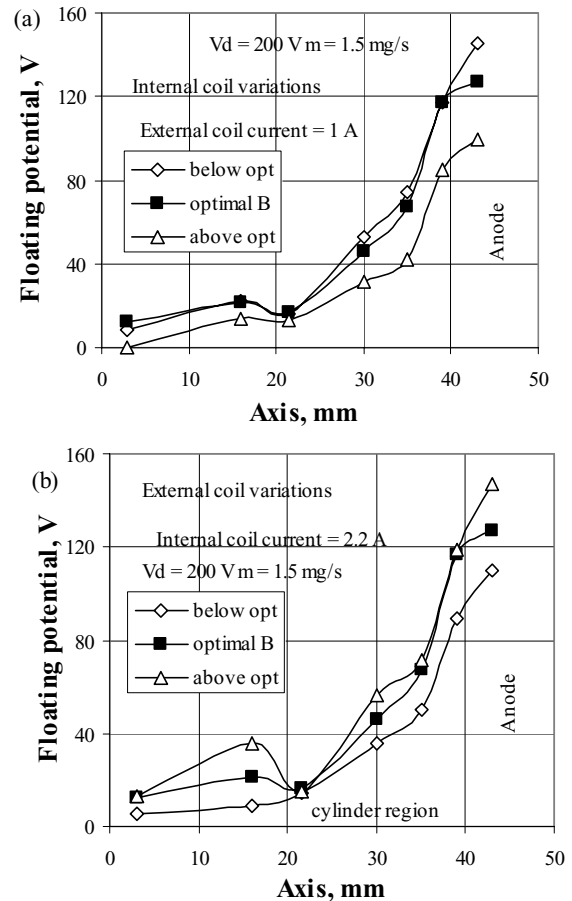 (a)
160
120
80
40
0
Floating potential, V
Vd = 200 V m = 1.5 mg/s
Internal coil variations
External coil current = 1 A
below opt
optimal B
above opt
Anode
0 10 20 30 40 50
Axis, mm
(b)
160
120
80
40
0
Floating potential, V
External coil variations
Internal coil current = 2.2 A
Vd = 200 V m = 1.5 mg/s
below opt
optimal B
above opt
Anode
cylinder region
0 10 20 30 40 50
Axis, mm